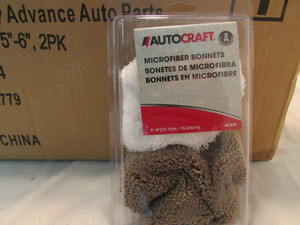 y Advance Auto Parts
5"-6", 2PK
4
779
CHINA
AUTOCRAFT
2
MICROFIBER BONNETS
BONETES DE MICROFIBRA
BONNETS EN MICROFIBRE